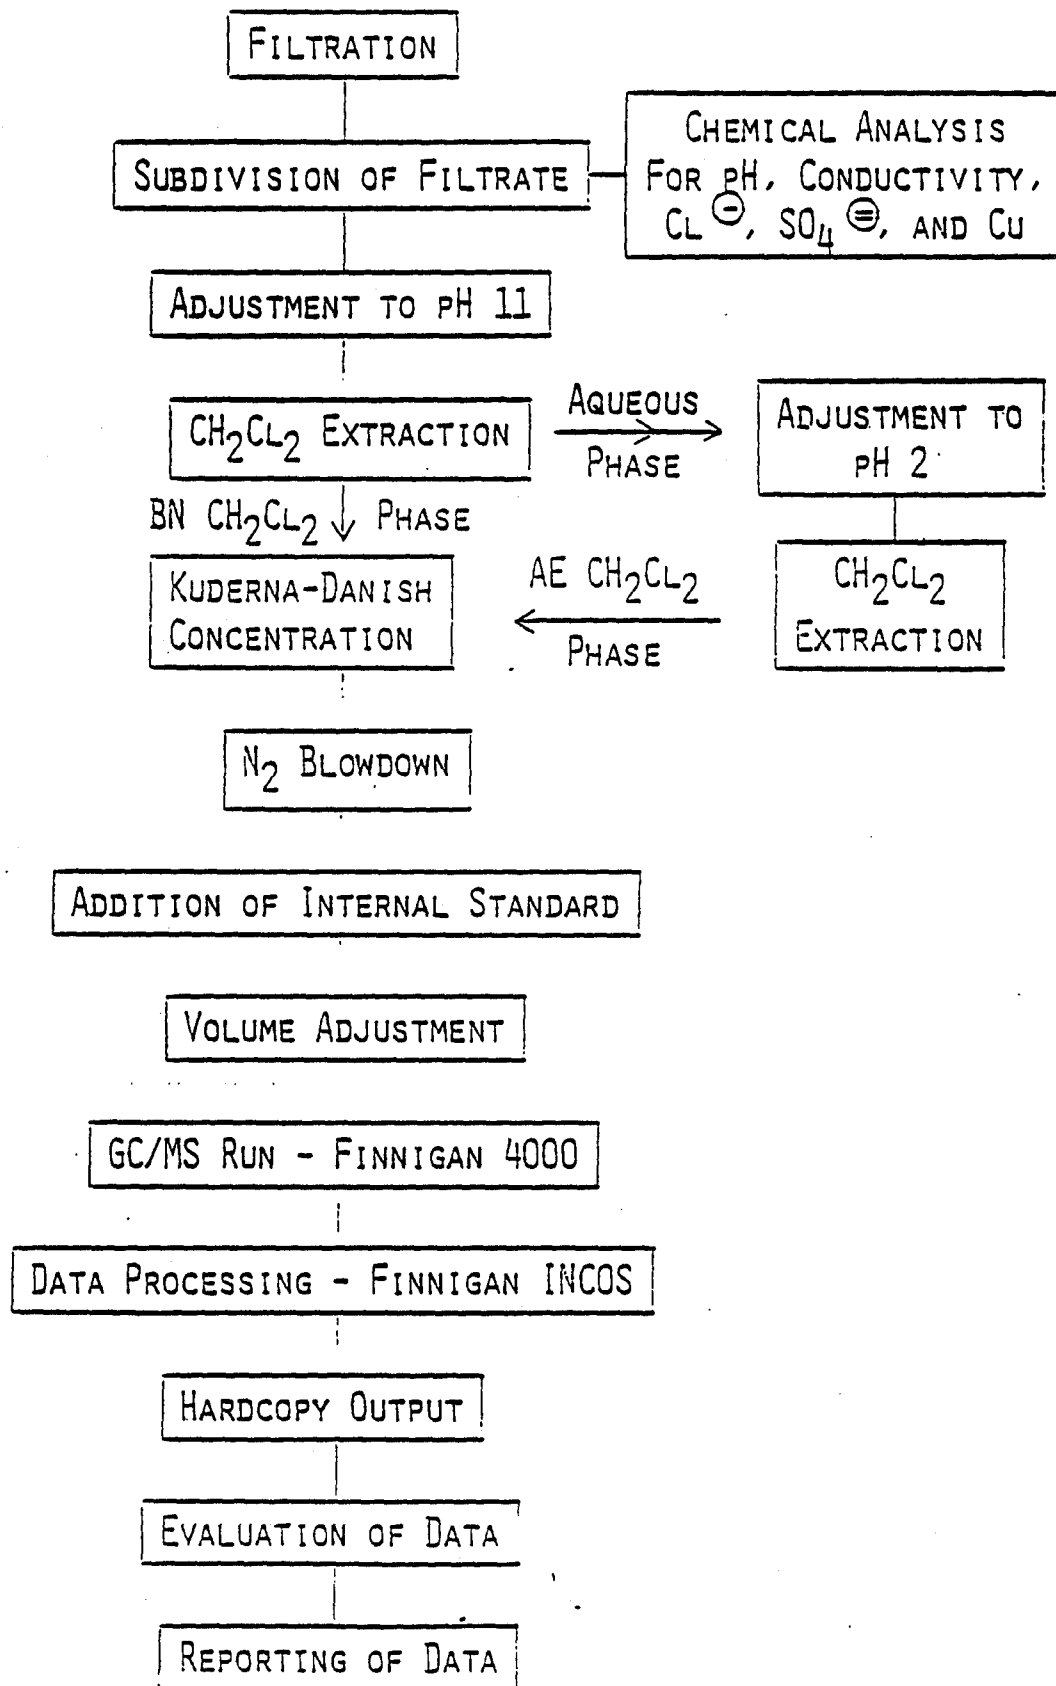 FILTRATION
SUBDIVISION OF FILTRATE
CHEMICAL ANALYSIS
FOR PH, CONDUCTIVITY,
CL ⊖, SO4 ⊜, AND CU
ADJUSTMENT TO PH 11
CH2CL2 EXTRACTION
AQUEOUS
PHASE
ADJUSTMENT TO
PH 2
BN CH2CL2 PHASE
CH2CL2
EXTRACTION
AE CH2CL2
PHASE
KUDERNA-DANISH
CONCENTRATION
N2 BLOWDOWN
ADDITION OF INTERNAL STANDARD
VOLUME ADJUSTMENT
GC/MS RUN - FINNIGAN 4000
DATA PROCESSING - FINNIGAN INCOS
HARDCOPY OUTPUT
EVALUATION OF DATA
REPORTING OF DATA